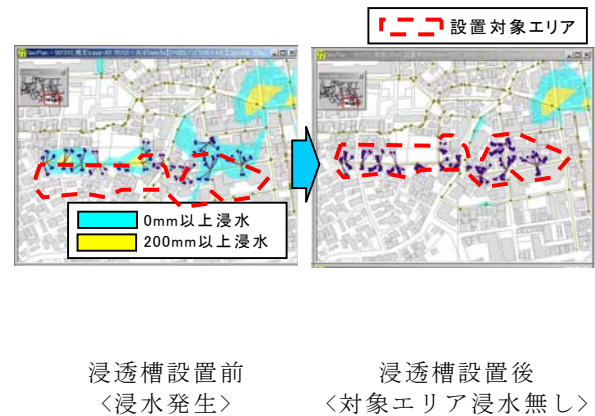 設置対象エリア
0mm以上浸水
200mm以上浸水
浸透槽設置前
<浸水発生>
浸透槽設置後
<対象エリア浸水無し>